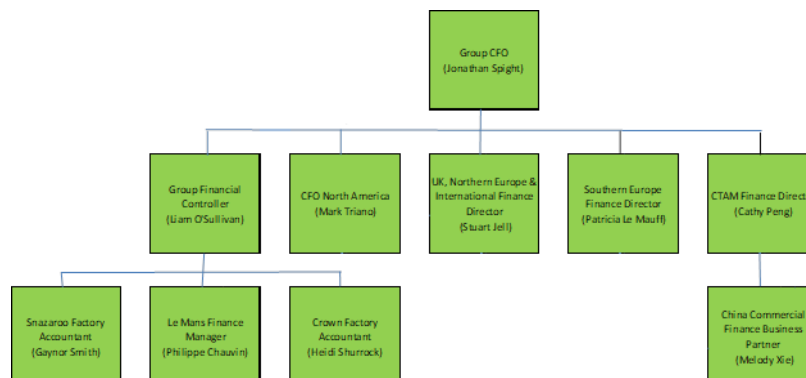 Group CFO
(Jonathan Spight)
Group Financial
Controller
(Liam O'Sullivan)
CFO North America
(Mark Triano)
UK, Northern Europe &
International Finance
Director
(Stuart Jell)
Southern Europe
Finance Director
(Patricia Le Mauff)
CTAM Finance Direct
(Cathy Peng)
Snazaroo Factory
Accountant
(Gaynor Smith)
Le Mans Finance
Manager
(Philippe Chauvin)
Crown Factory
Accountant
(Heidi Shurrock)
China Commercial
Finance Business
Partner
(Melody Xie)